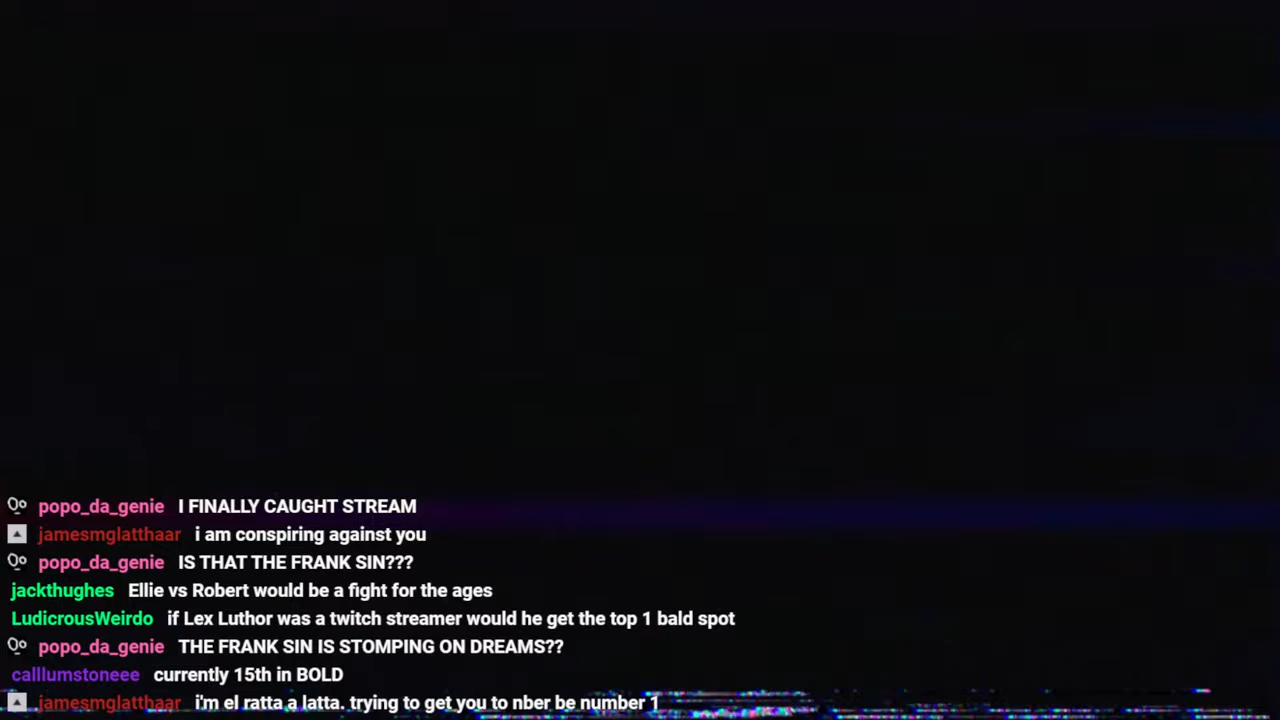 popo_da_genie I FINALLY CAUGHT STREAM
jamesmglatthaar i am conspiring against you
popo_da_genie IS THAT THE FRANK SIN???
jackthughes Ellie vs Robert would be a fight for the ages
LudicrousWeirdo if Lex Luthor was a twitch streamer would he get the top 1 bald spot
popo_da_genie THE FRANK SIN IS STOMPING ON DREAMS??
calllumstoneee currently 15th in BOLD
jamesmglatthaar i'm el ratta a latta. trying to get you to nber be number 1